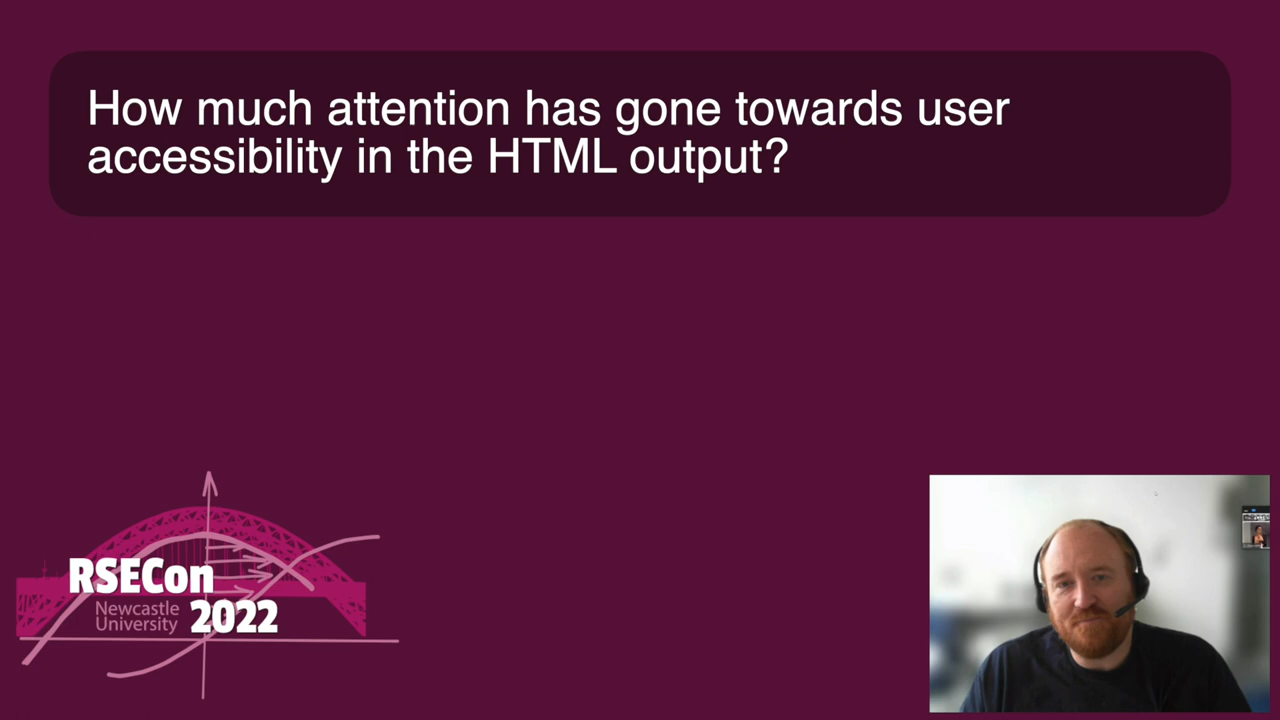 How much attention has gone towards user
accessibility in the HTML output?
RSECon
Newcastle
University
2022